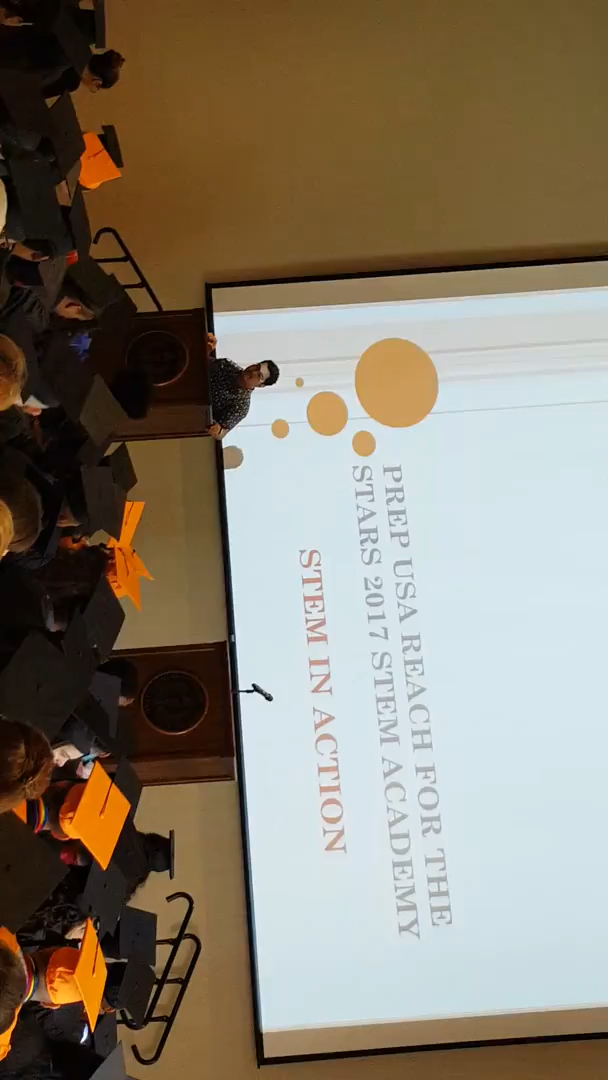 PREP USA REACH FOR THE
STARS 2017 STEM ACADEMY
STEM IN ACTION